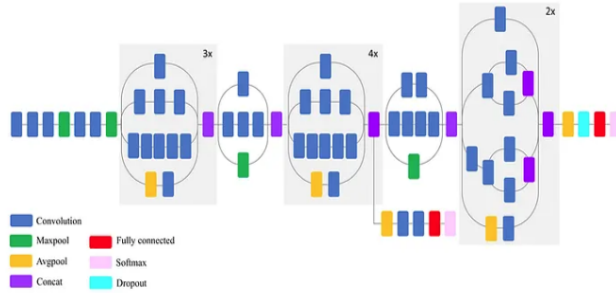 3x
4x
2x
Convolution
Maxpool
Avgpool
Concat
Fully connected
Softmax
Dropout